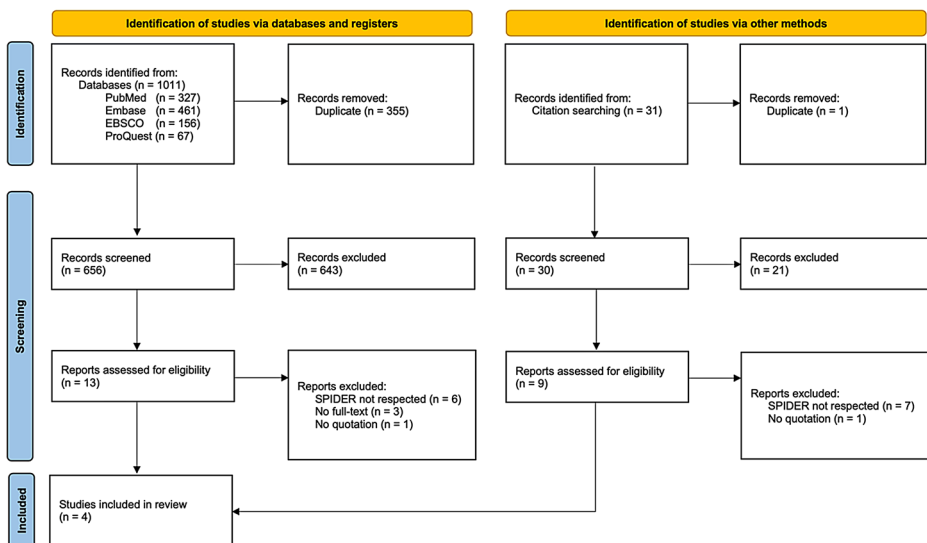 Identification of studies via databases and registers
Identification of studies via other methods
Identification
Records identified from:
Databases (n = 1011)
PubMed (n = 327)
Embase (n = 461)
EBSCO (n = 156)
ProQuest (n = 67)
Records removed:
Duplicate (n = 355)
Records identified from:
Citation searching (n = 31)
Records removed:
Duplicate (n = 1)
Screening
Records screened
(n = 656)
Records excluded
(n = 643)
Records screened
(n = 30)
Records excluded
(n = 21)
Reports assessed for eligibility
(n = 13)
Reports excluded:
SPIDER not respected (n = 6)
No full-text (n = 3)
No quotation (n = 1)
Reports assessed for eligibility
(n = 9)
Reports excluded:
SPIDER not respected (n = 7)
No quotation (n = 1)
Included
Studies included in review
(n = 4)